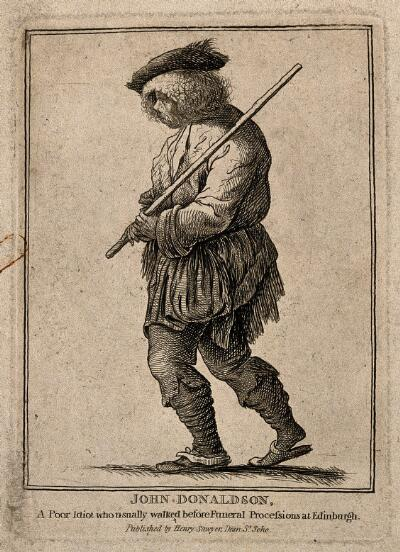 JOHN DONALDSON,
A Poor Idiot who usually walked before Funeral Processions at Edinburgh.
Published by Henry Sawyer, Dean St. Soho.